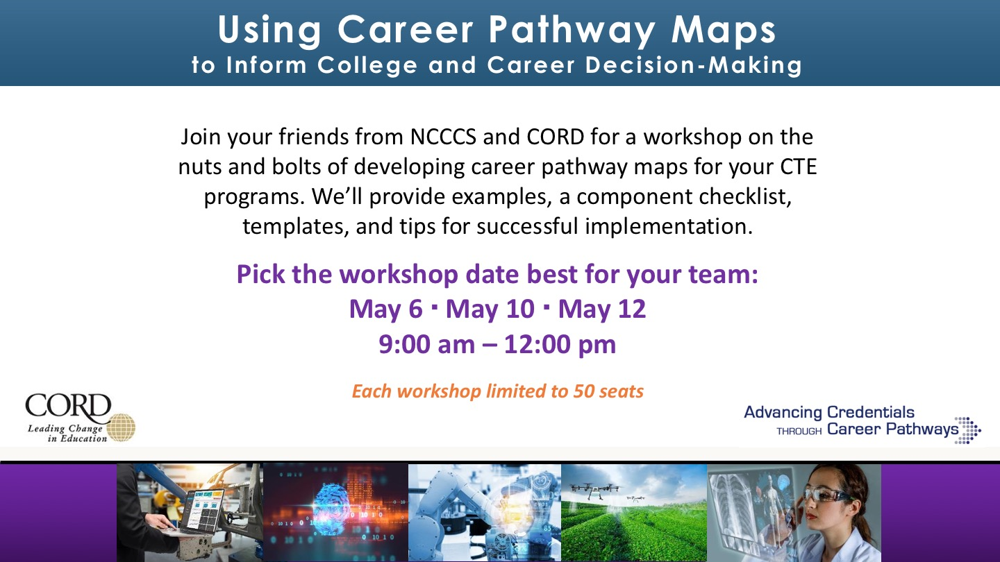 Using Career Pathway Maps
to Inform College and Career Decision-Making
Join your friends from NCCCS and CORD for a workshop on the
nuts and bolts of developing career pathway maps for your CTE
programs. We’ll provide examples, a component checklist,
templates, and tips for successful implementation.
Pick the workshop date best for your team:
May 6 ▪ May 10 ▪ May 12
9:00 am – 12:00 pm
Each workshop limited to 50 seats
CORD
Leading Change
in Education
Advancing Credentials
THROUGH Career Pathways